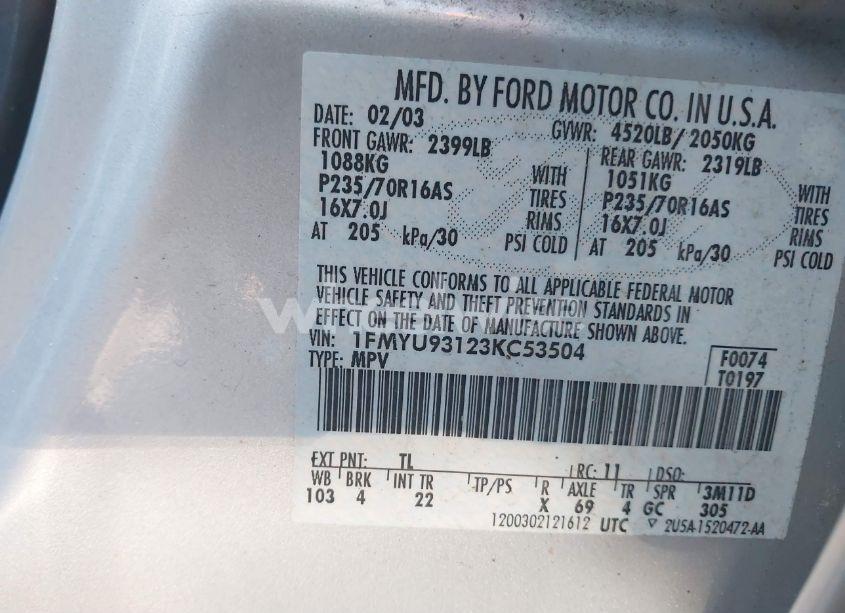 MFD. BY FORD MOTOR CO. IN U.S.A.
DATE: 02/03 GVWR: 4520LB/ 2050KG
FRONT GAWR: 2399LB REAR GAWR: 2319LB
1088KG WITH 1051KG WITH
P235/70R16AS TIRES P235/70R16AS TIRES
16X7.0J RIMS 16X7.0J RIMS
AT 205 kPa/30 PSI COLD AT 205 kPa/30 PSI COLD
THIS VEHICLE CONFORMS TO ALL APPLICABLE FEDERAL MOTOR
VEHICLE SAFETY AND THEFT PREVENTION STANDARDS IN
EFFECT ON THE DATE OF MANUFACTURE SHOWN ABOVE.
VIN: 1FMYU93123KC53504 F0074
TYPE: MPV T0197
EXT PNT: TL RC: 11 DSO:
WB BRK INT TR TP/PS R AXLE TR SPR 3M11D
103 4 22 X 69 4 GC 305
1200302121612 UTC ▽ 2U5A-1520472-AA